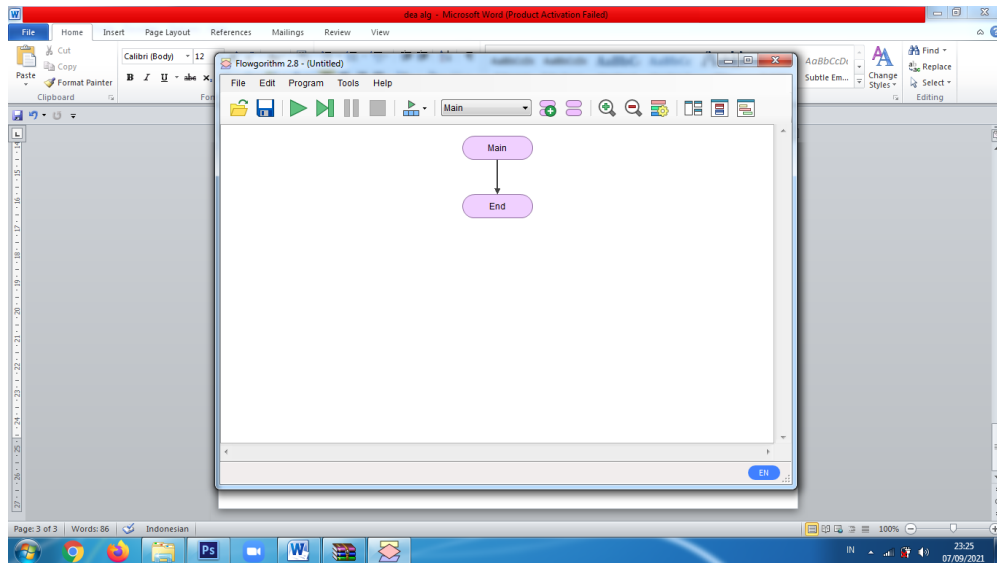 dea alg - Microsoft Word (Product Activation Failed)
File Home Insert Page Layout References Mailings Review View
Cut
Copy
Format Painter
Paste
Clipboard
Calibri (Body) 12
B I U abc
Fon
AaBbCcDc
Subtle Em...
Change
Styles
Find
Replace
Select
Editing
Flowgorithm 2.8 - (Untitled)
File Edit Program Tools Help
Main
Main
End
EN
Page: 3 of 3 Words: 86 Indonesian 100%
Ps
IN 23:25
07/09/2021